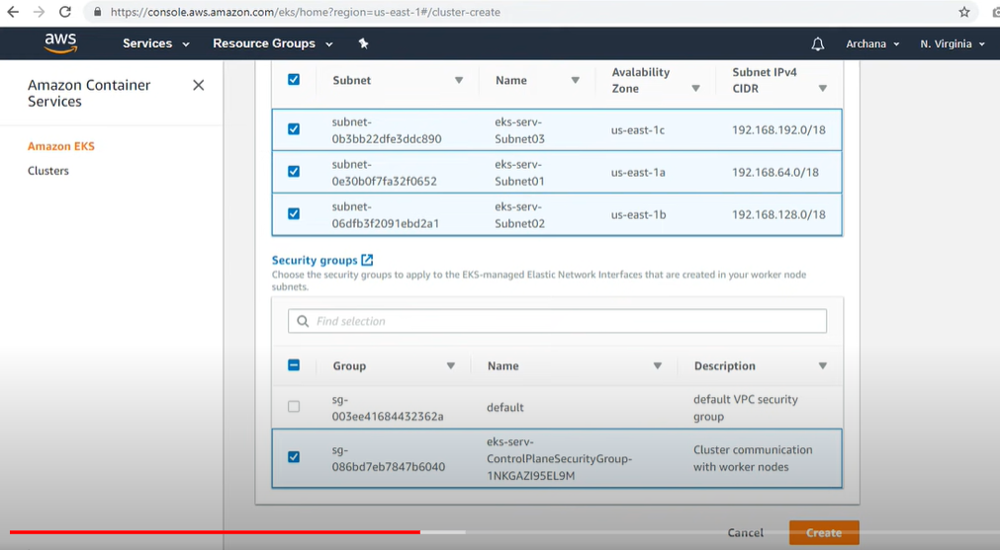 https://console.aws.amazon.com/eks/home?region=us-east-1#/cluster-create
aws
Services
Resource Groups
Archana
N. Virginia
Amazon Container
Services
Amazon EKS
Clusters
Subnet
Name
Avalability
Zone
Subnet IPv4
CIDR
subnet-
0b3bb22dfe3ddc890
eks-serv-
Subnet03
us-east-1c
192.168.192.0/18
subnet-
0e30b0f7fa32f0652
eks-serv-
Subnet01
us-east-1a
192.168.64.0/18
subnet-
06dfb3f2091ebd2a1
eks-serv-
Subnet02
us-east-1b
192.168.128.0/18
Security groups
Choose the security groups to apply to the EKS-managed Elastic Network Interfaces that are created in your worker node
subnets.
Find selection
Group
Name
Description
sg-
003ee41684432362a
default
default VPC security
group
sg-
086bd7eb7847b6040
eks-serv-
ControlPlaneSecurityGroup-
1NKGAZI95EL9M
Cluster communication
with worker nodes
Cancel
Create